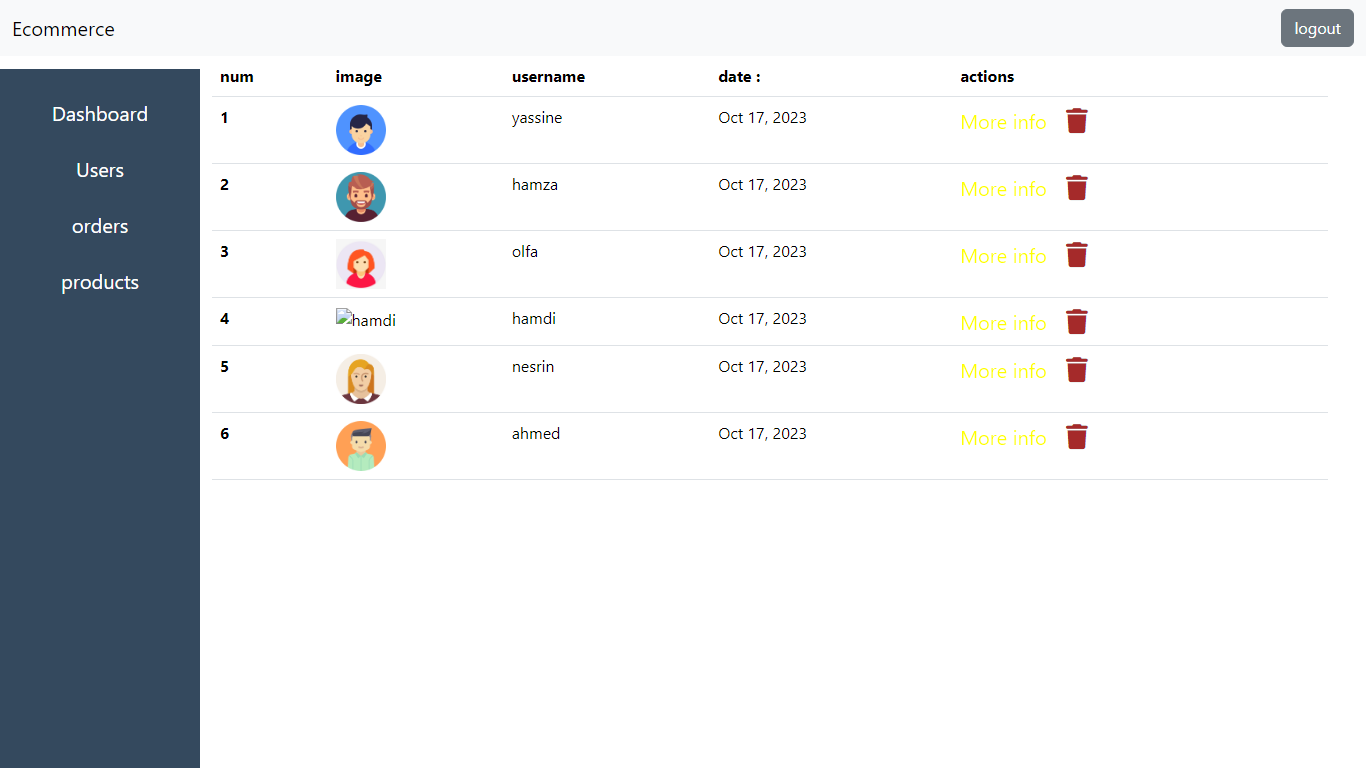 Ecommerce logout
num image username date : actions
Dashboard
1 yassine Oct 17, 2023 More info
Users
2 hamza Oct 17, 2023 More info
orders
3 olfa Oct 17, 2023 More info
products
4 hamdi hamdi Oct 17, 2023 More info
5 nesrin Oct 17, 2023 More info
6 ahmed Oct 17, 2023 More info